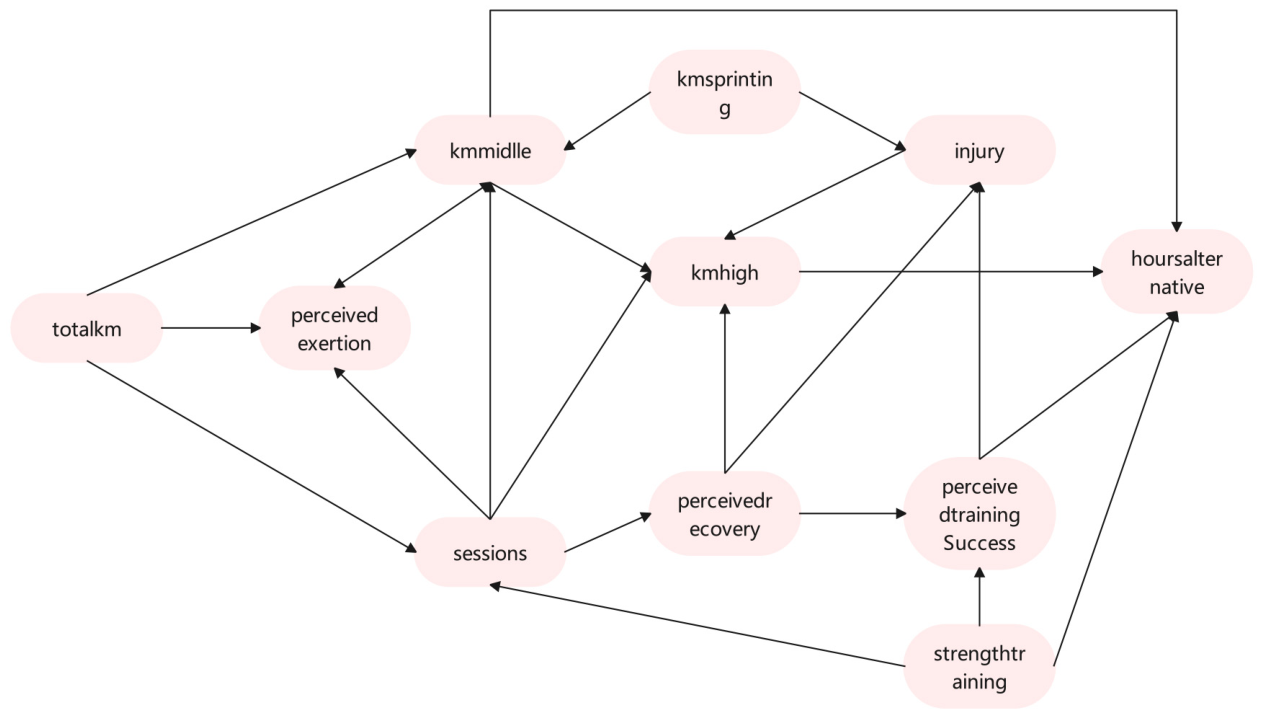 kmsprintin
g
kmmidlle
injury
kmhigh
hoursalter
native
totalkm
perceived
exertion
perceivedr
ecovery
perceive
dtraining
Success
sessions
strengthtr
aining